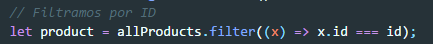 // Filtramos por ID
let product = allProducts.filter((x) => x.id === id);